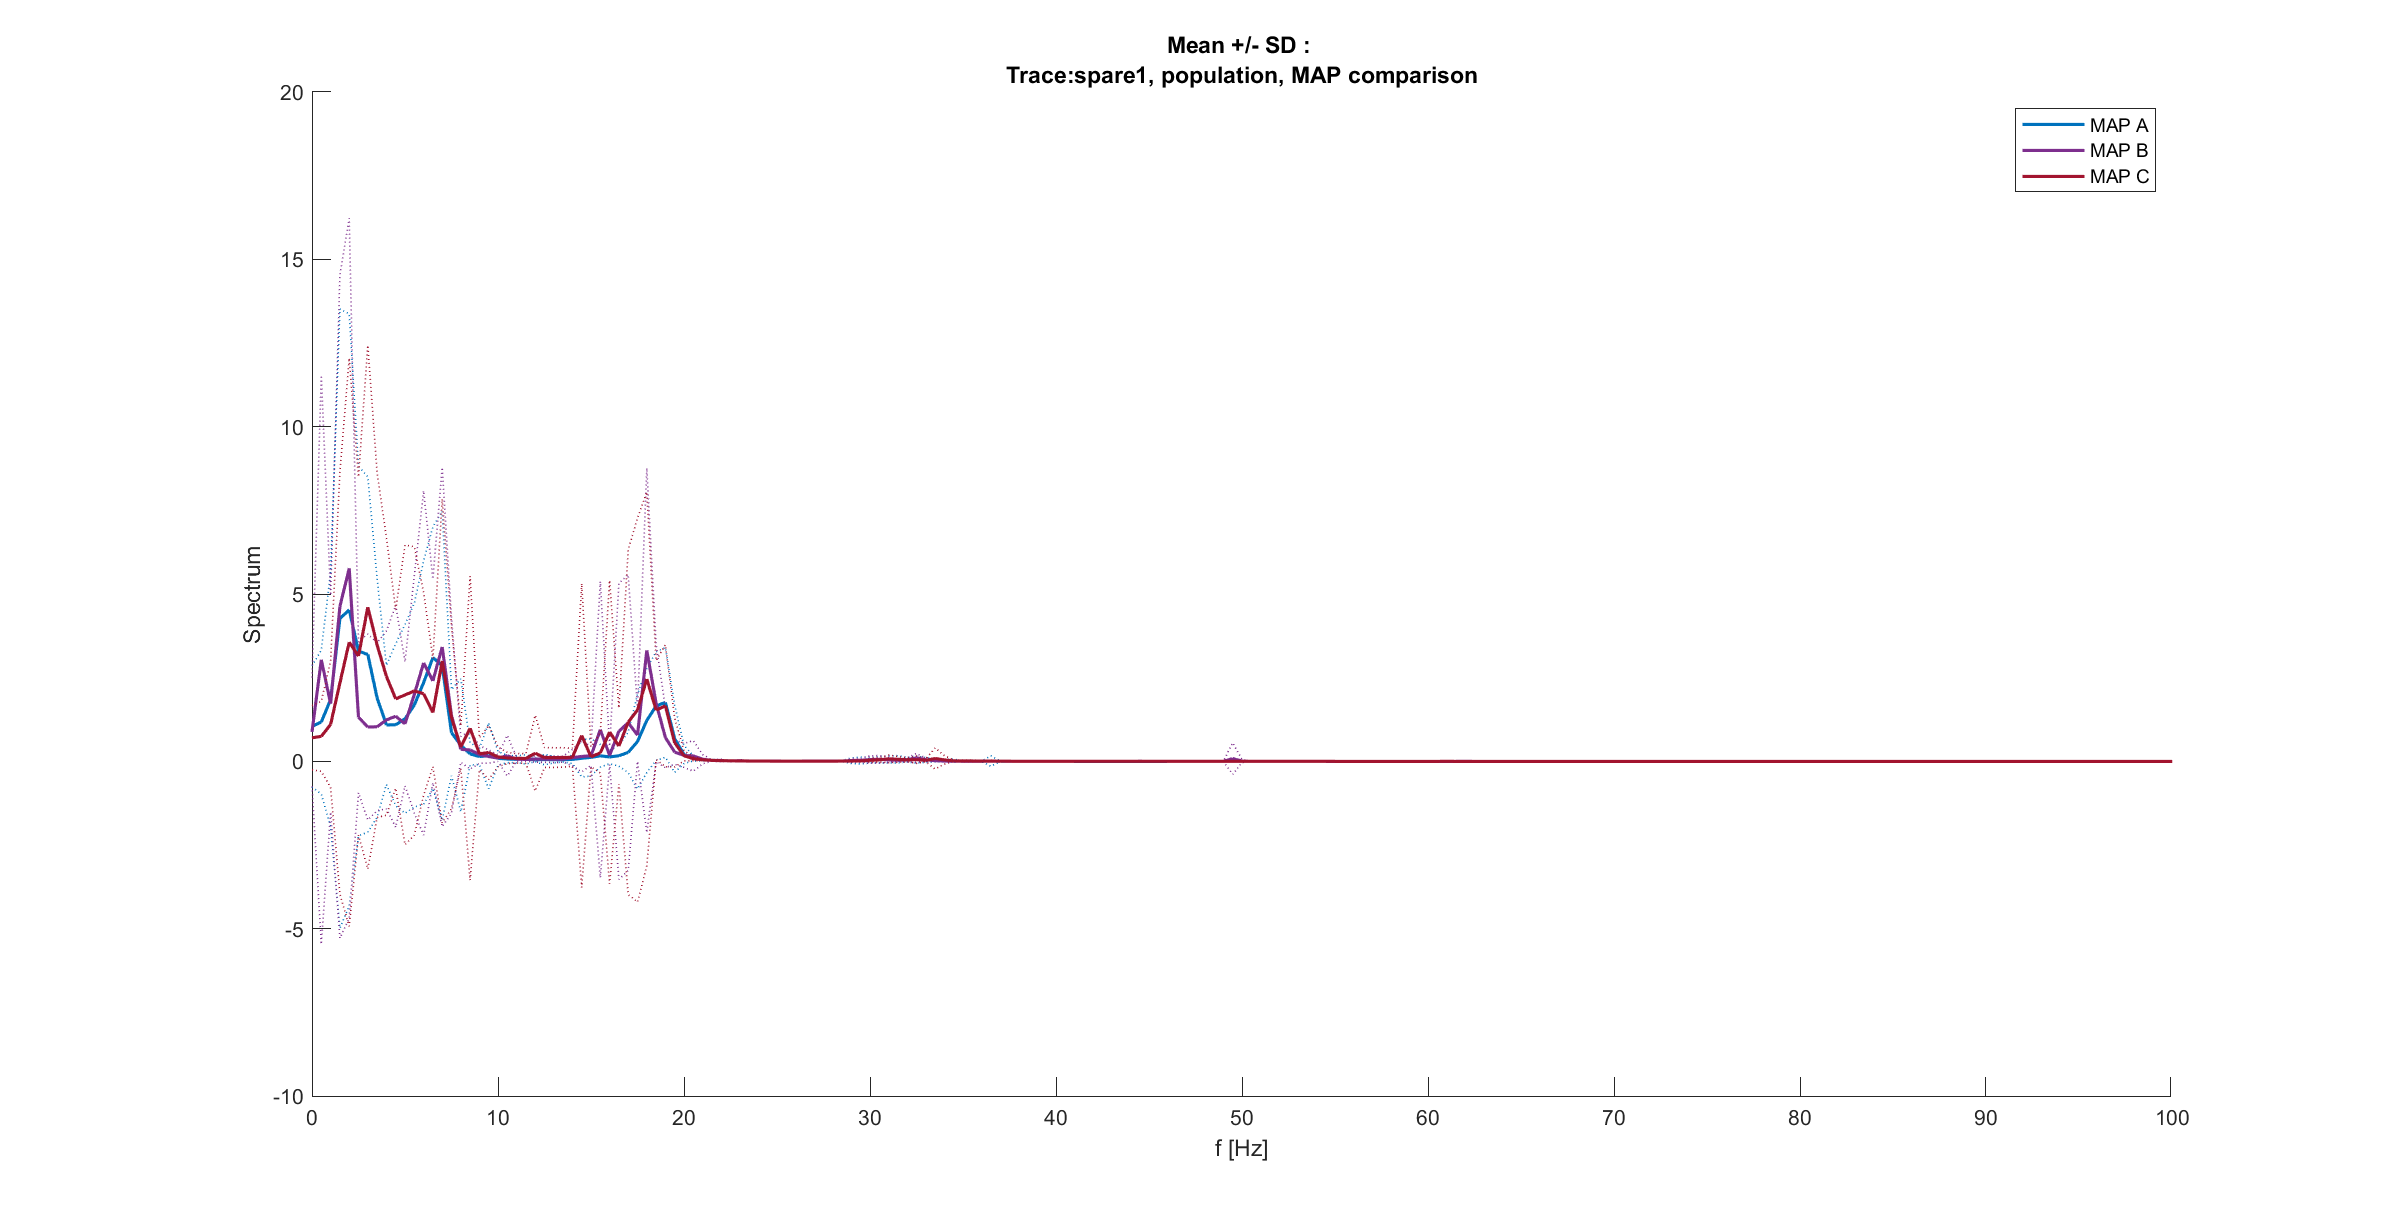 Mean +/- SD :
Trace:spare1, population, MAP comparison
20
15
10
5
0
-5
-10
Spectrum
MAP A
MAP B
MAP C
0 10 20 30 40 50 60 70 80 90 100
f [Hz]